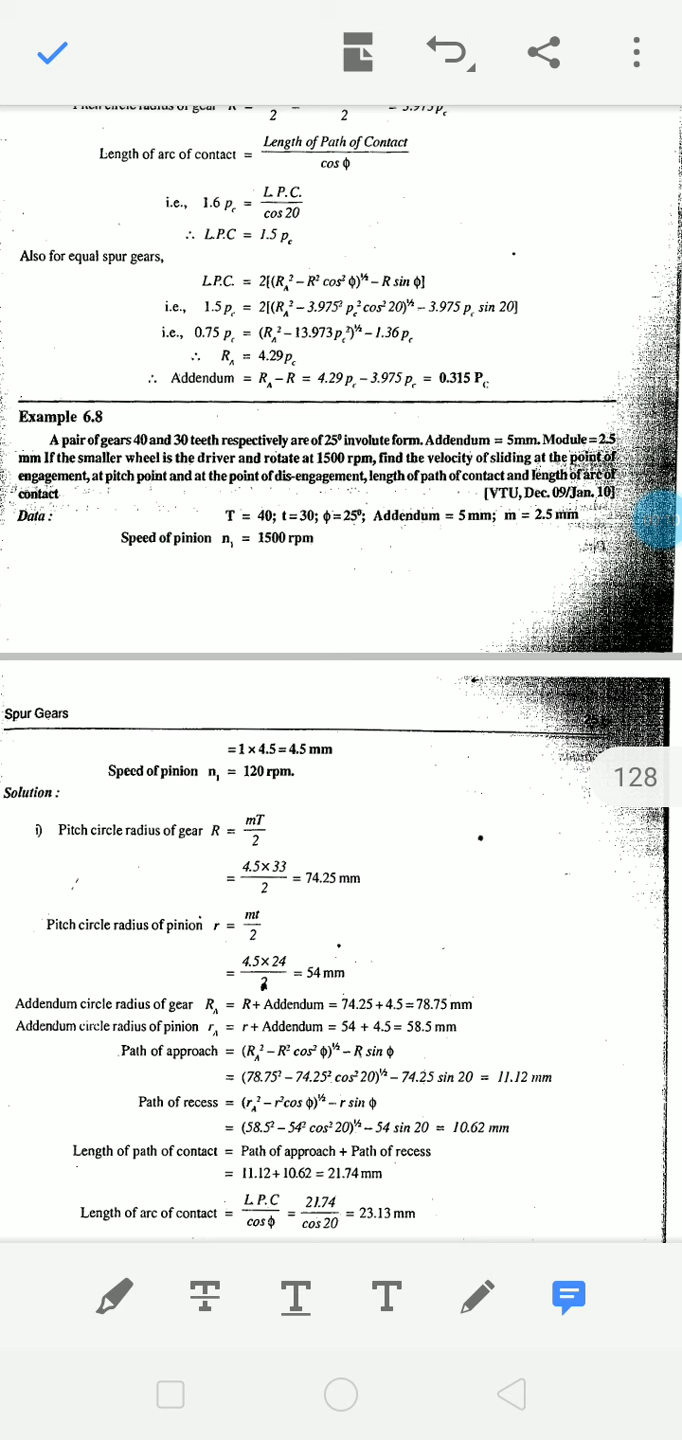 2 2
Length of arc of contact = Length of Path of Contact / cos ϕ
i.e., 1.6 p꜀ = L.P.C. / cos 20
∴ L.P.C = 1.5 p꜀
Also for equal spur gears,
L.P.C. = 2[(R_A² – R² cos² ϕ)^½ – R sin ϕ]
i.e., 1.5 p꜀ = 2[(R_A² – 3.975² p꜀² cos² 20)^½ – 3.975 p꜀ sin 20]
i.e., 0.75 p꜀ = (R_A² – 13.973 p꜀²)^½ – 1.36 p꜀
∴ R_A = 4.29 p꜀
∴ Addendum = R_A – R = 4.29 p꜀ – 3.975 p꜀ = 0.315 P_C
Example 6.8
A pair of gears 40 and 30 teeth respectively are of 25⁰ involute form. Addendum = 5mm. Module = 2.5
mm If the smaller wheel is the driver and rotate at 1500 rpm, find the velocity of sliding at the point of
engagement, at pitch point and at the point of dis-engagement, length of path of contact and length of arc of
contact [VTU, Dec. 09/Jan. 10]
Data : T = 40; t = 30; ϕ = 25⁰; Addendum = 5 mm; m = 2.5 mm
Speed of pinion n₁ = 1500 rpm
Spur Gears
= 1 × 4.5 = 4.5 mm
128
Speed of pinion n₁ = 120 rpm.
Solution :
i) Pitch circle radius of gear R = mT / 2
= 4.5 × 33 / 2 = 74.25 mm
Pitch circle radius of pinion r = mt / 2
= 4.5 × 24 / 2 = 54 mm
Addendum circle radius of gear R_A = R + Addendum = 74.25 + 4.5 = 78.75 mm
Addendum circle radius of pinion r_A = r + Addendum = 54 + 4.5 = 58.5 mm
Path of approach = (R_A² – R² cos² ϕ)^½ – R sin ϕ
= (78.75² – 74.25² cos² 20)^½ – 74.25 sin 20 = 11.12 mm
Path of recess = (r_A² – r² cos ϕ)^½ – r sin ϕ
= (58.5² – 54² cos² 20)^½ – 54 sin 20 = 10.62 mm
Length of path of contact = Path of approach + Path of recess
= 11.12 + 10.62 = 21.74 mm
Length of arc of contact = L.P.C / cos ϕ = 21.74 / cos 20 = 23.13 mm
T T T